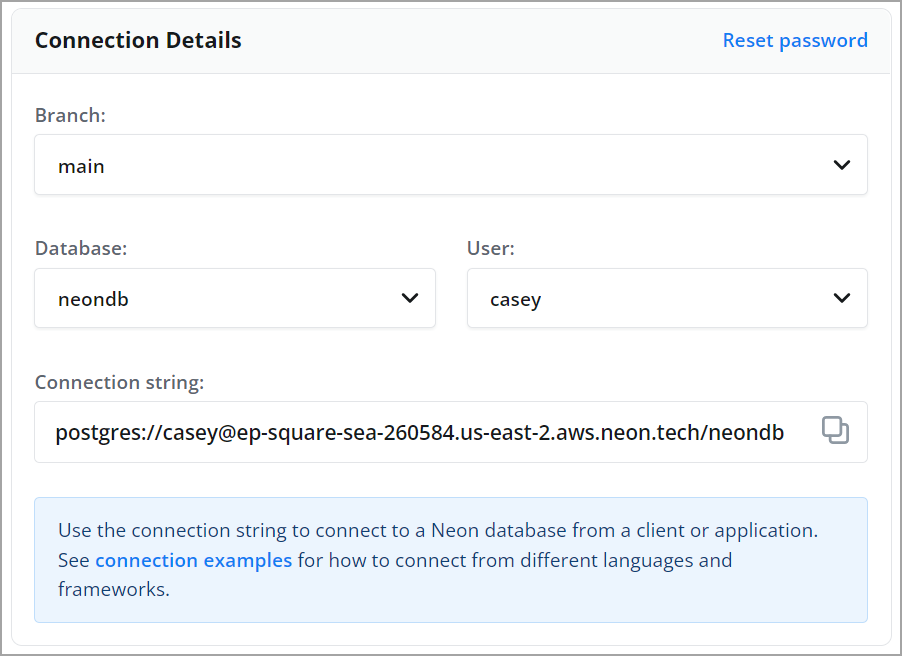 Connection Details
Reset password
Branch:
main
Database:
User:
neondb
casey
Connection string:
postgres://casey@ep-square-sea-260584.us-east-2.aws.neon.tech/neondb
Use the connection string to connect to a Neon database from a client or application.
See connection examples for how to connect from different languages and
frameworks.